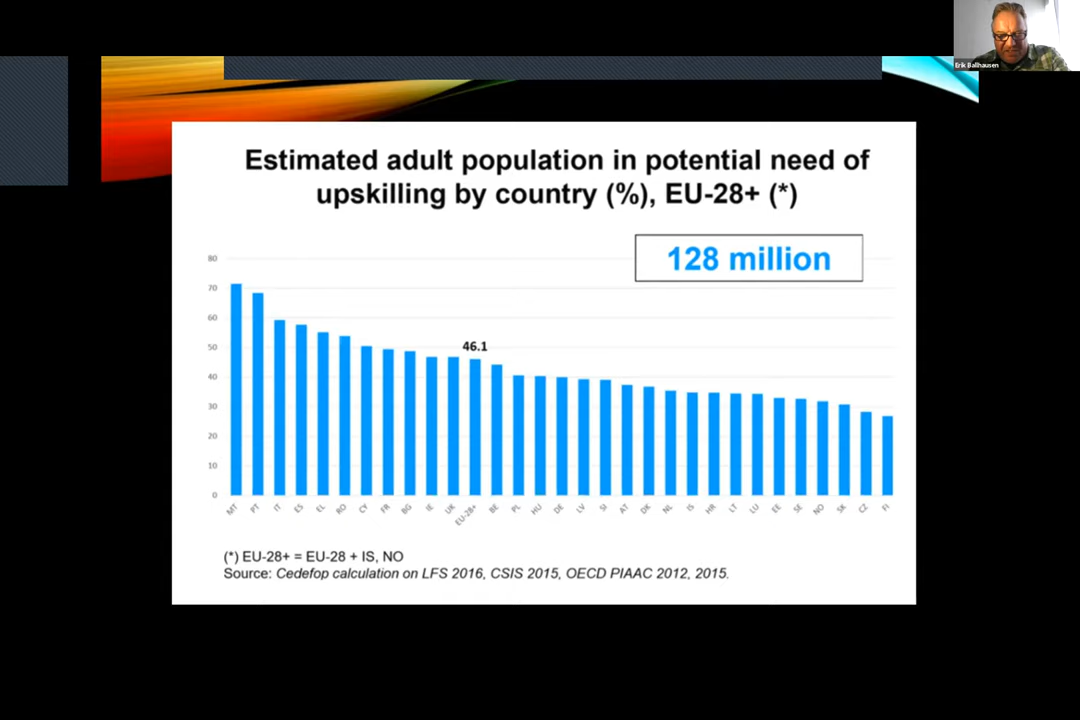 Erik Ballhausen
Estimated adult population in potential need of
upskilling by country (%), EU-28+ (*)
128 million
80
70
60
50
40
30
20
10
0
46.1
MT PT IT ES EL RO CY FR BG IE UK EU-28+ BE PL HU DE LV SI AT DK NL IS HR LT LU EE SE NO SK CZ FI
(*) EU-28+ = EU-28 + IS, NO
Source: Cedefop calculation on LFS 2016, CSIS 2015, OECD PIAAC 2012, 2015.